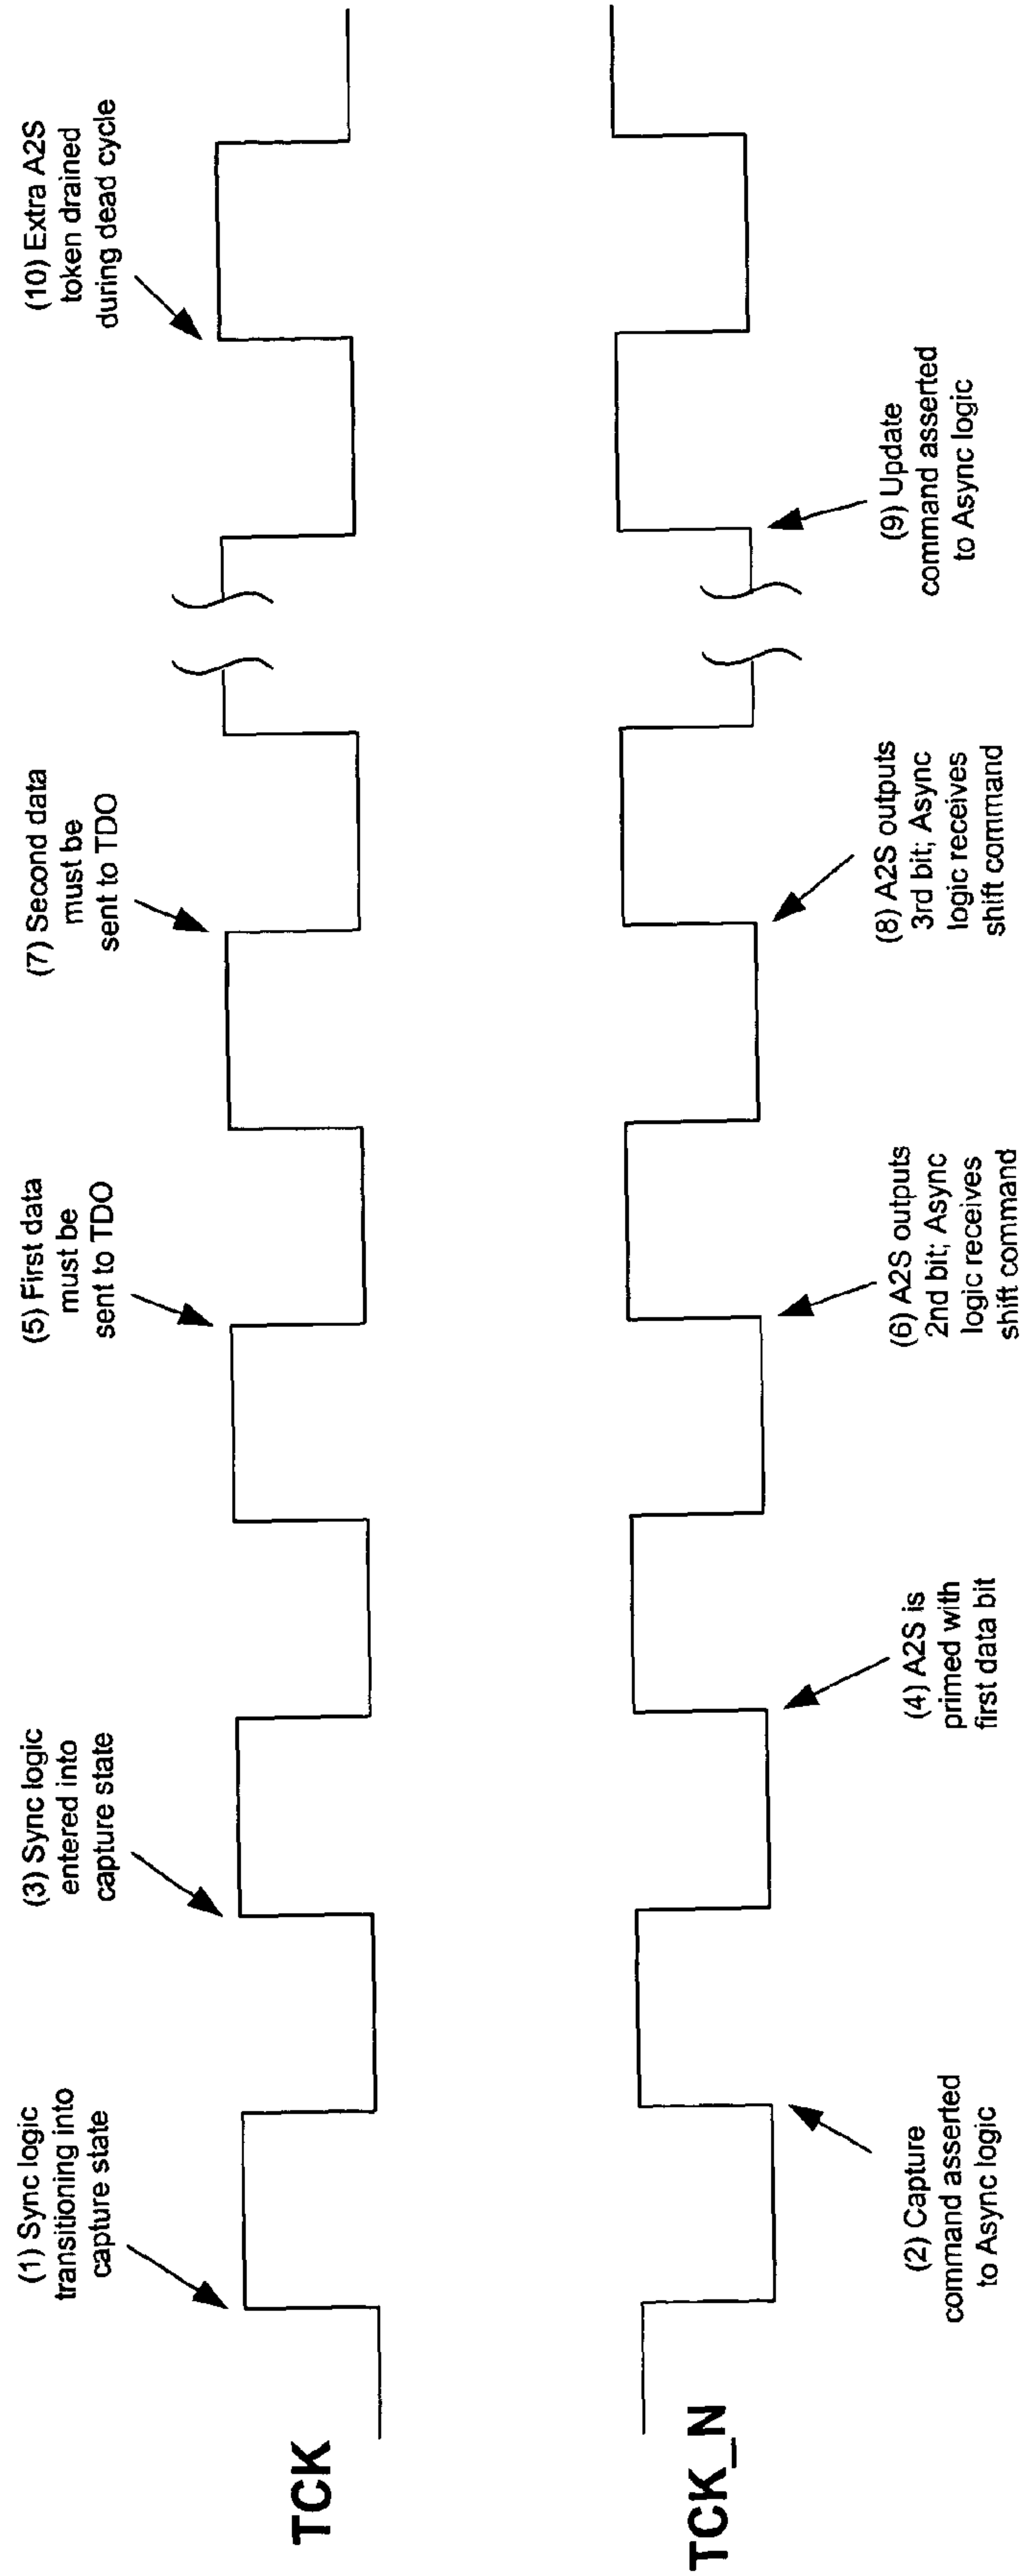 (1) Sync logic
transitioning into
capture state
(3) Sync logic
entered into
capture state
(5) First data
must be
sent to TDO
(7) Second data
must be
sent to TDO
(10) Extra A2S
token drained
during dead cycle
TCK
TCK_N
(2) Capture
command asserted
to Async logic
(4) A2S is
primed with
first data bit
(6) A2S outputs
2nd bit; Async
logic receives
shift command
(8) A2S outputs
3rd bit; Async
logic receives
shift command
(9) Update
command asserted
to Async logic